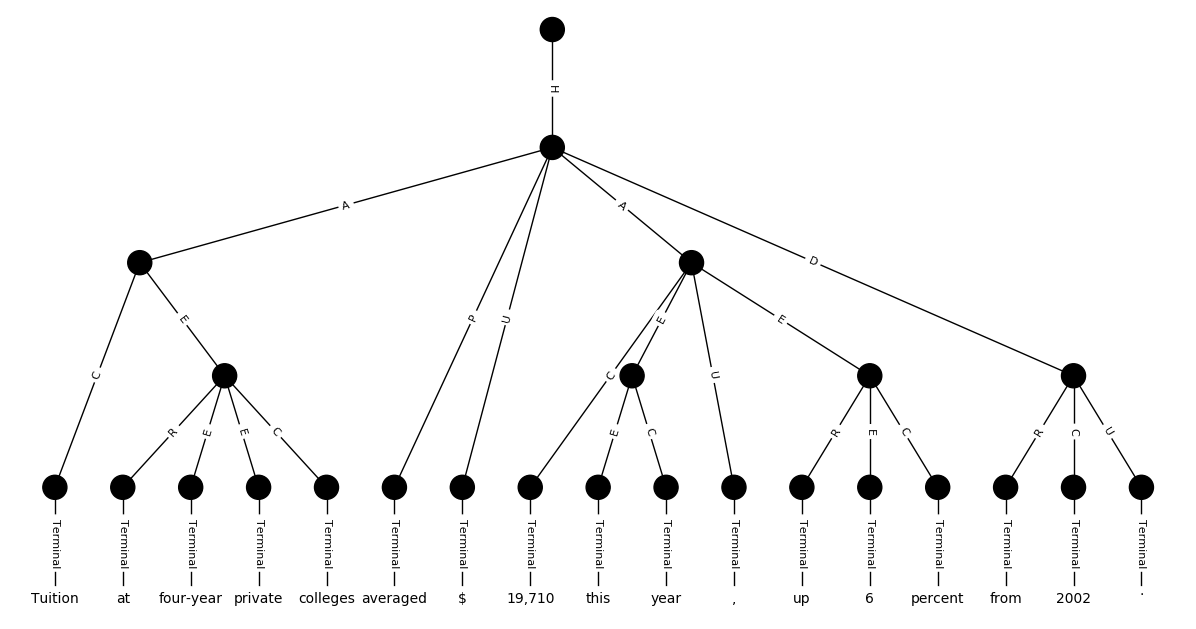 H
A A D
E P U E E
C C U
R E E C E C R E C R C U
Terminal Terminal Terminal Terminal Terminal Terminal Terminal Terminal Terminal Terminal Terminal Terminal Terminal Terminal Terminal Terminal Terminal
Tuition at four-year private colleges averaged $ 19,710 this year , up 6 percent from 2002 .